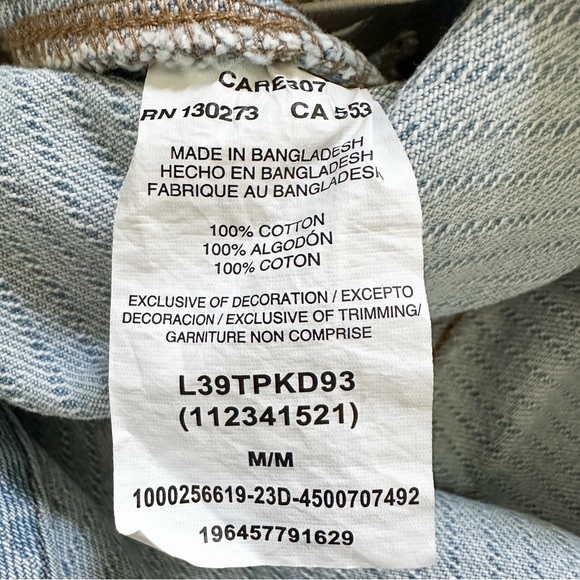 CARE307
RN 130273 CA 553
MADE IN BANGLADESH
HECHO EN BANGLADESH
FABRIQUE AU BANGLADESH
100% COTTON
100% ALGODÓN
100% COTON
EXCLUSIVE OF DECORATION / EXCEPTO
DECORACION / EXCLUSIVE OF TRIMMING/
GARNITURE NON COMPRISE
L39TPKD93
(112341521)
M/M
1000256619-23D-4500707492
196457791629